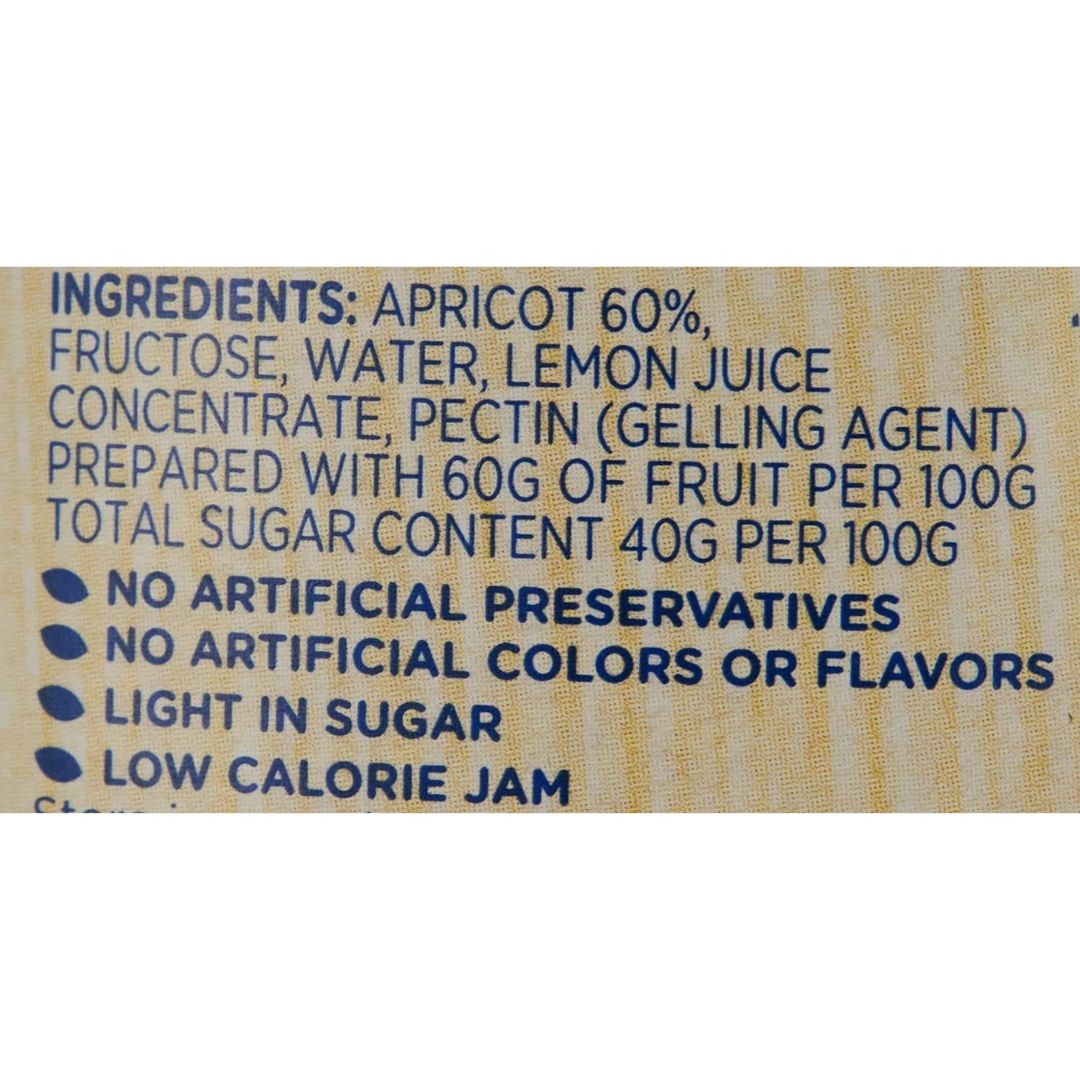 INGREDIENTS: APRICOT 60%,
FRUCTOSE, WATER, LEMON JUICE
CONCENTRATE, PECTIN (GELLING AGENT)
PREPARED WITH 60G OF FRUIT PER 100G
TOTAL SUGAR CONTENT 40G PER 100G
NO ARTIFICIAL PRESERVATIVES
NO ARTIFICIAL COLORS OR FLAVORS
LIGHT IN SUGAR
LOW CALORIE JAM